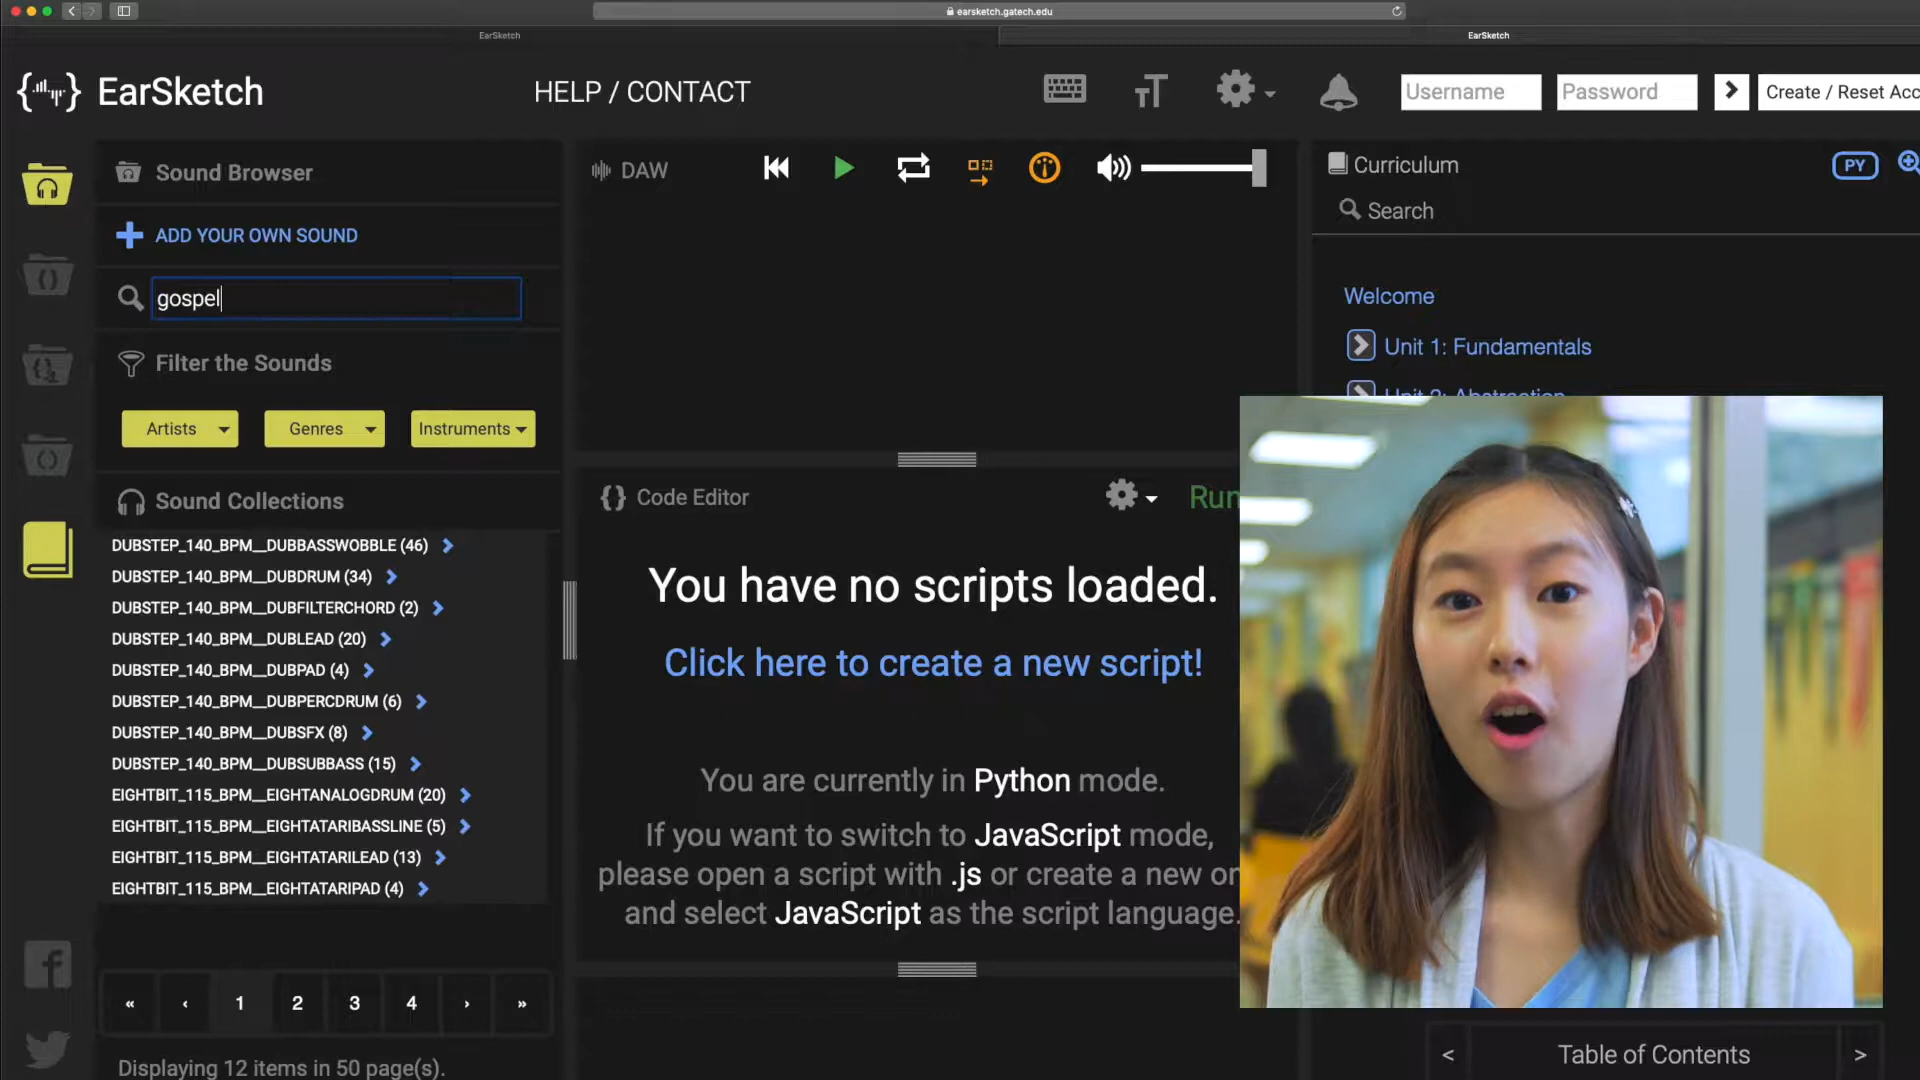 earsketch.gatech.edu
EarSketch
EarSketch
EarSketch
HELP / CONTACT
Username
Password
Create / Reset Acc
Sound Browser
ADD YOUR OWN SOUND
gospel
Filter the Sounds
Artists
Genres
Instruments
Sound Collections
DUBSTEP_140_BPM__DUBBASSWOBBLE (46)
DUBSTEP_140_BPM__DUBDRUM (34)
DUBSTEP_140_BPM__DUBFILTERCHORD (2)
DUBSTEP_140_BPM__DUBLEAD (20)
DUBSTEP_140_BPM__DUBPAD (4)
DUBSTEP_140_BPM__DUBPERCDRUM (6)
DUBSTEP_140_BPM__DUBSFX (8)
DUBSTEP_140_BPM__DUBSUBBASS (15)
EIGHTBIT_115_BPM__EIGHTANALOGDRUM (20)
EIGHTBIT_115_BPM__EIGHTATARIBASSLINE (5)
EIGHTBIT_115_BPM__EIGHTATARILEAD (13)
EIGHTBIT_115_BPM__EIGHTATARIPAD (4)
« ‹ 1 2 3 4 › »
Displaying 12 items in 50 page(s).
DAW
Code Editor
Run
You have no scripts loaded.
Click here to create a new script!
You are currently in Python mode.
If you want to switch to JavaScript mode,
please open a script with .js or create a new on
and select JavaScript as the script language.
Curriculum
PY
Search
Welcome
Unit 1: Fundamentals
Unit 2: Abstraction
< Table of Contents >